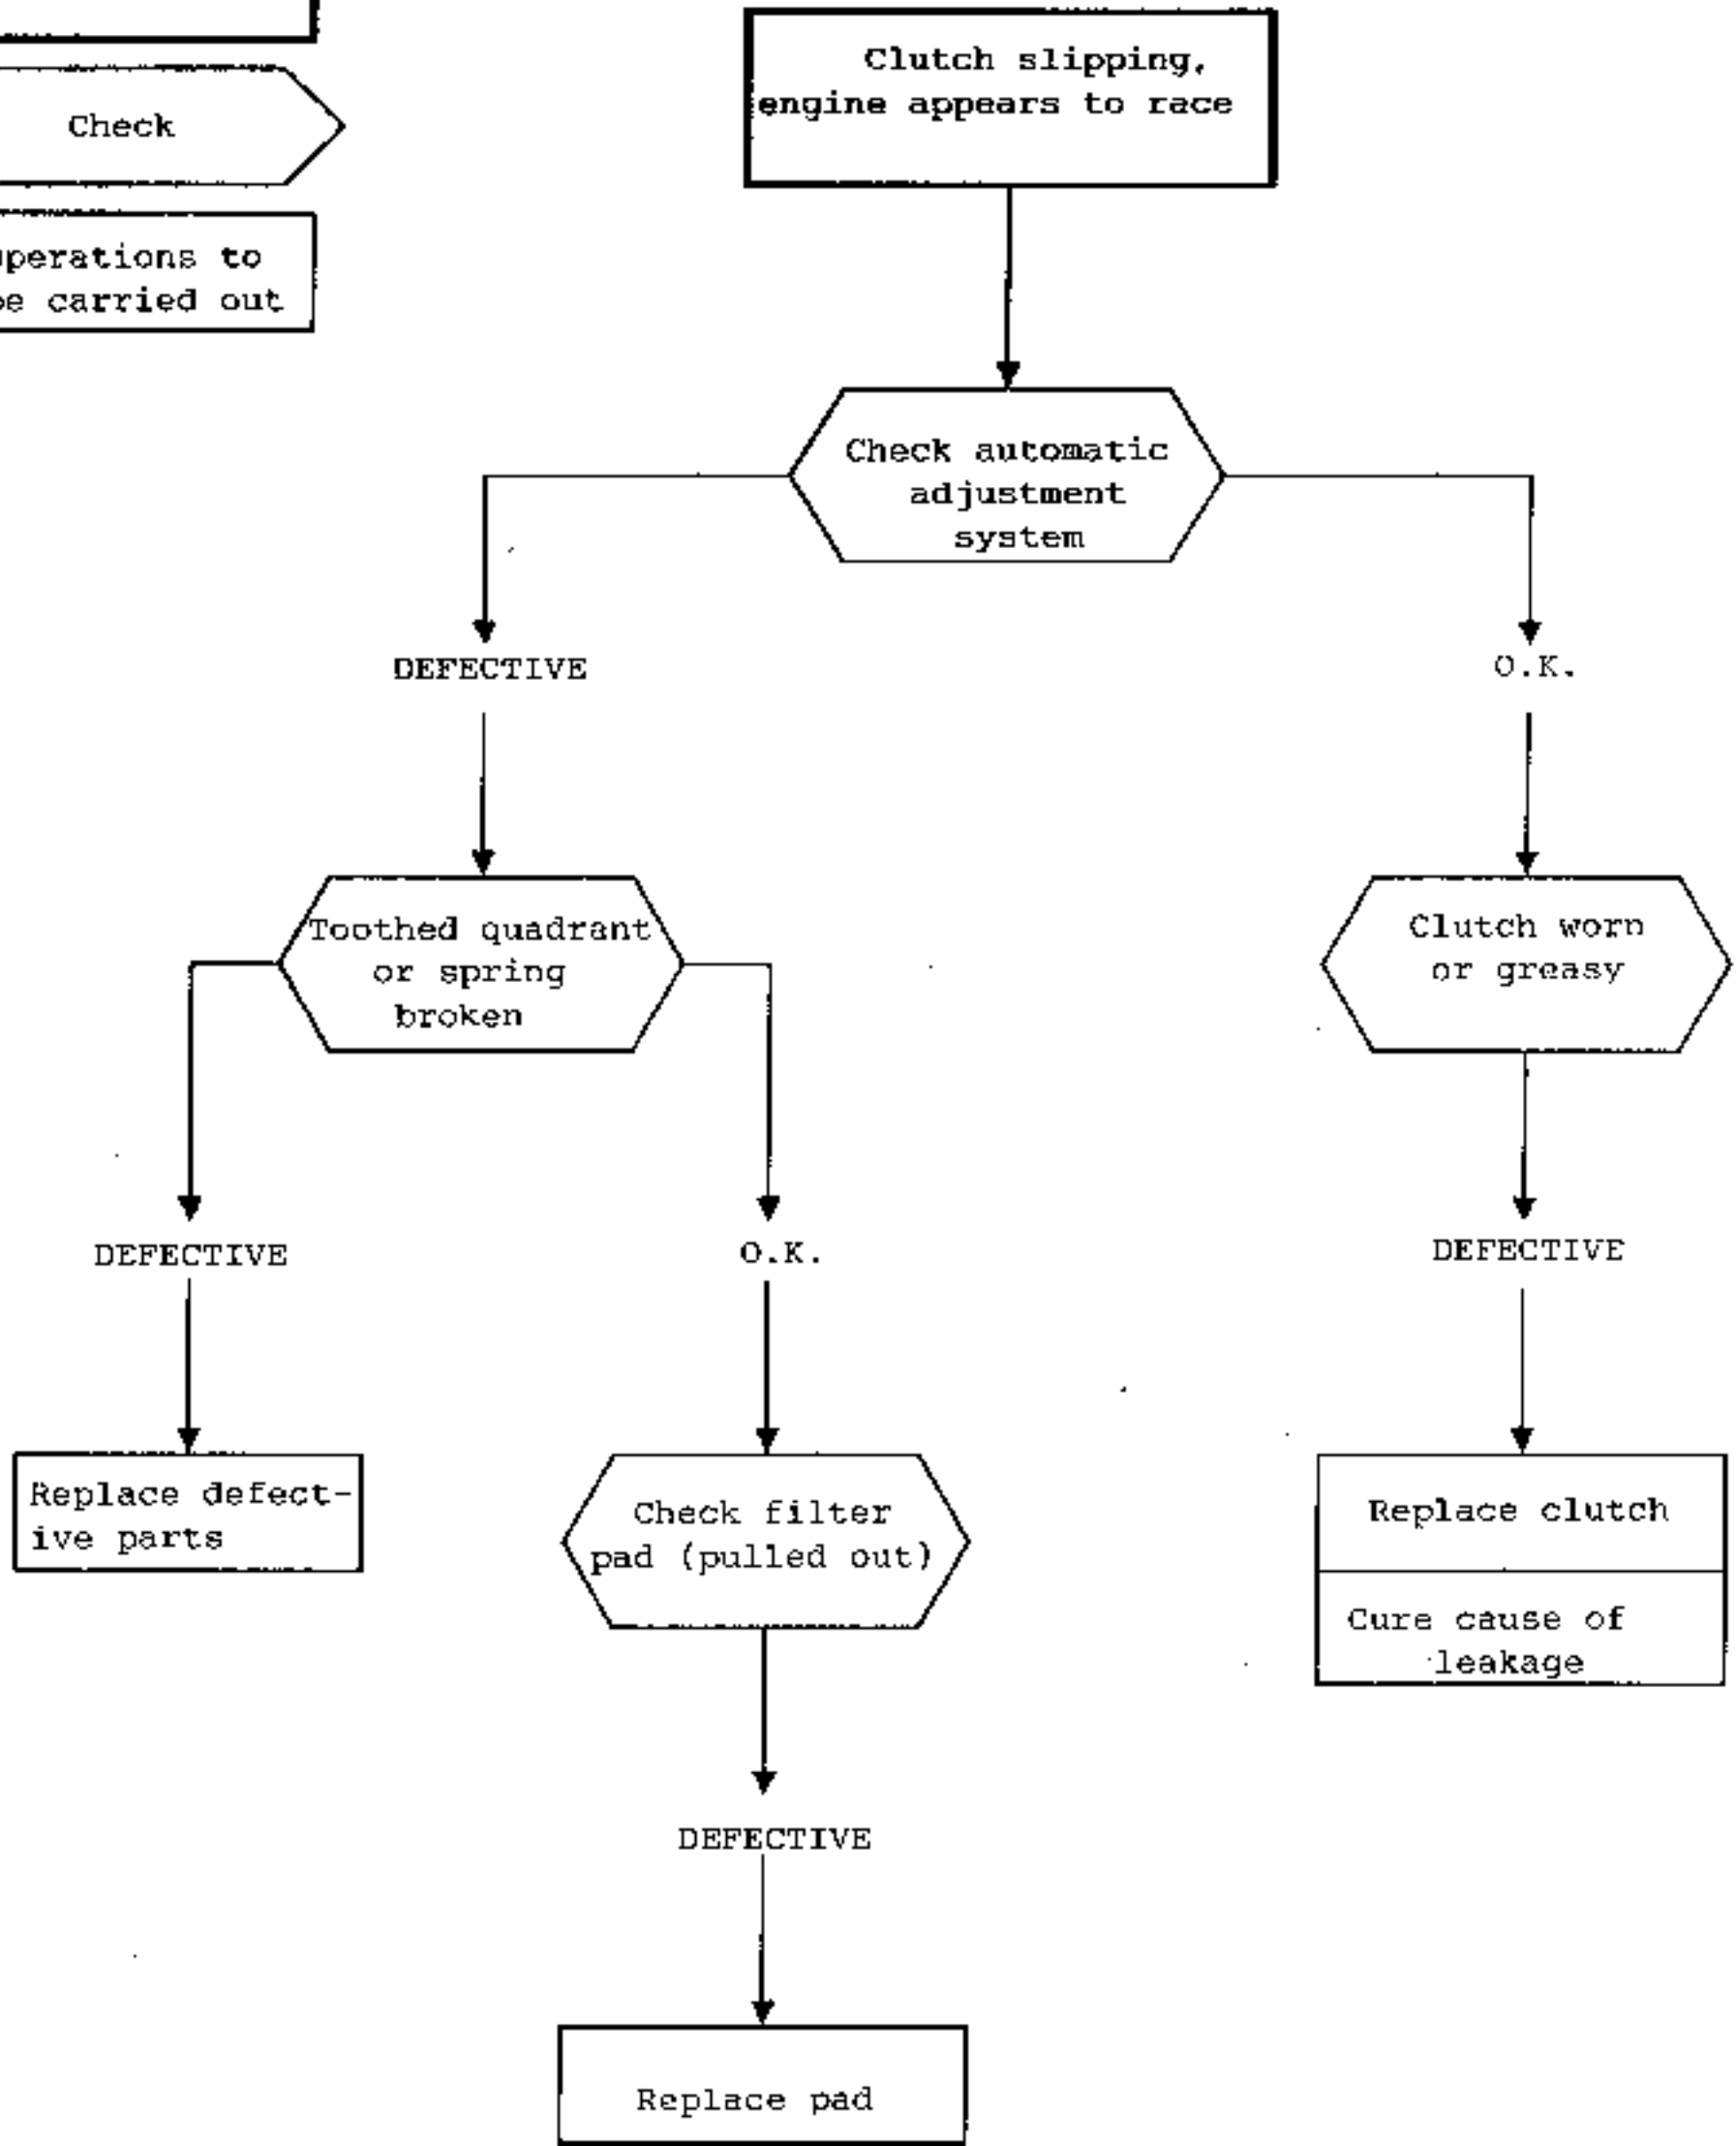 Check
perations to
e carried out
Clutch slipping,
engine appears to race
Check automatic
adjustment
system
DEFECTIVE
O.K.
Toothed quadrant
or spring
broken
Clutch worn
or greasy
DEFECTIVE
O.K.
DEFECTIVE
Replace defect-
ive parts
Check filter
pad (pulled out)
Replace clutch
Cure cause of
leakage
DEFECTIVE
Replace pad